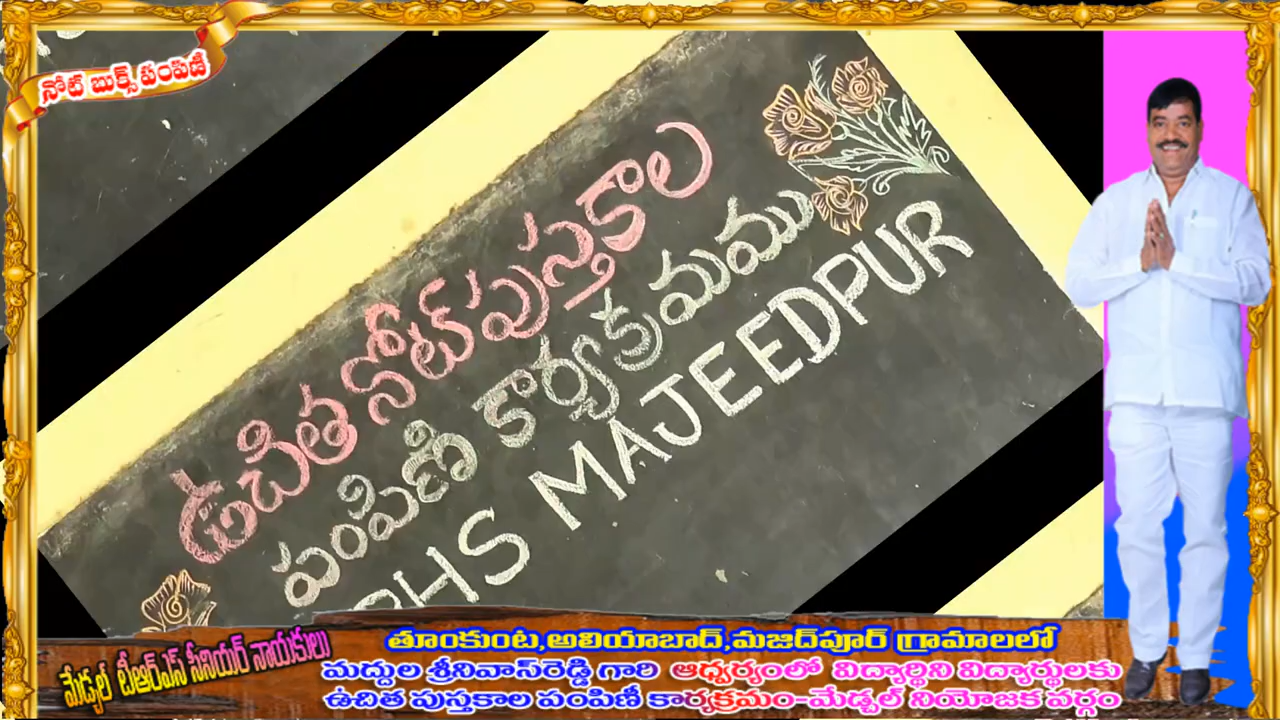 నోట్ బుక్స్ పంపిణీ
ఉచిత నోట్ పుస్తకాల
పంపిణి కార్యక్రమము
PHS MAJEEDPUR
మేడ్చల్ టీఆర్ఎస్ సీనియర్ నాయకులు
తూంకుంట,అలియాబాద్,మజిద్‌పూర్ గ్రామాలలో
మద్దుల శ్రీనివాస్‌రెడ్డి గారి ఆధ్వర్యంలో విద్యార్థిని విద్యార్థులకు
ఉచిత పుస్తకాల పంపిణీ కార్యక్రమం-మేడ్చల్ నియోజక వర్గం